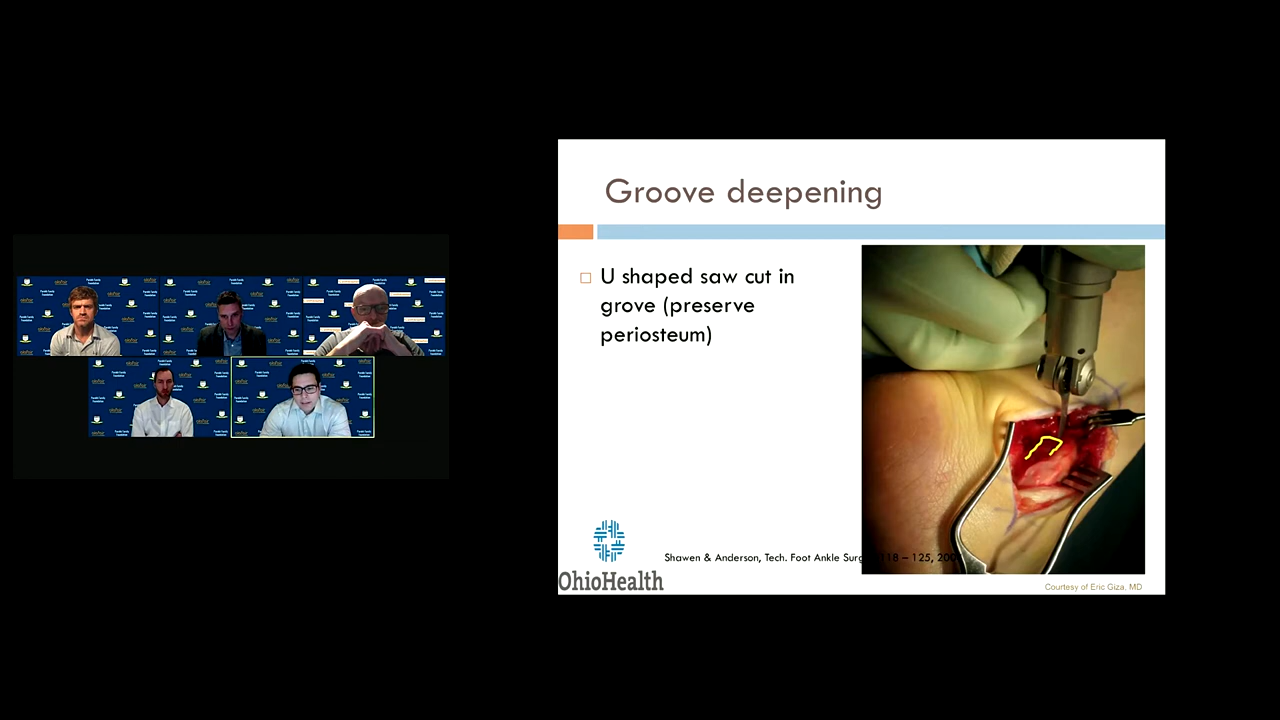 Groove deepening
U shaped saw cut in
grove (preserve
periosteum)
Shawen & Anderson, Tech. Foot Ankle Surg 118 – 125,
OhioHealth
Courtesy of Eric Giza, MD